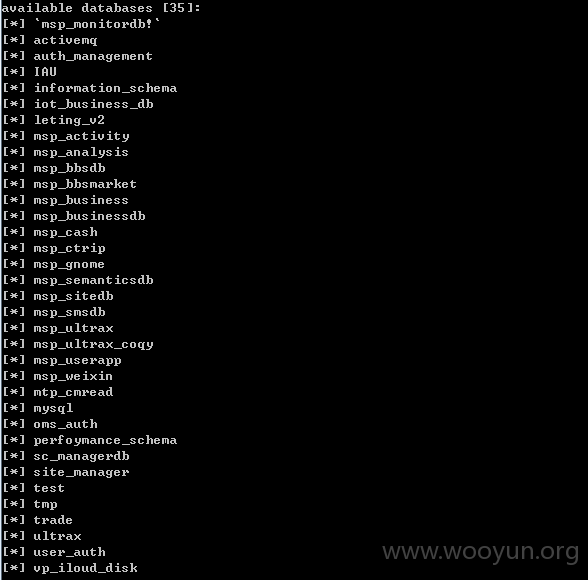 available databases [35]:
[*] `msp_monitordb!`
[*] activemq
[*] auth_management
[*] IAU
[*] information_schema
[*] iot_business_db
[*] leting_v2
[*] msp_activity
[*] msp_analysis
[*] msp_bbsdb
[*] msp_bbsmarket
[*] msp_business
[*] msp_businessdb
[*] msp_cash
[*] msp_ctrip
[*] msp_gnome
[*] msp_semanticsdb
[*] msp_sitedb
[*] msp_smsdb
[*] msp_ultrax
[*] msp_ultrax_coqy
[*] msp_userapp
[*] msp_weixin
[*] mtp_cmread
[*] mysql
[*] oms_auth
[*] perfoymance_schema
[*] sc_managerdb
[*] site_manager
[*] test
[*] tmp
[*] trade
[*] ultrax
[*] user_auth
[*] vp_iloud_disk
www.wooyun.org